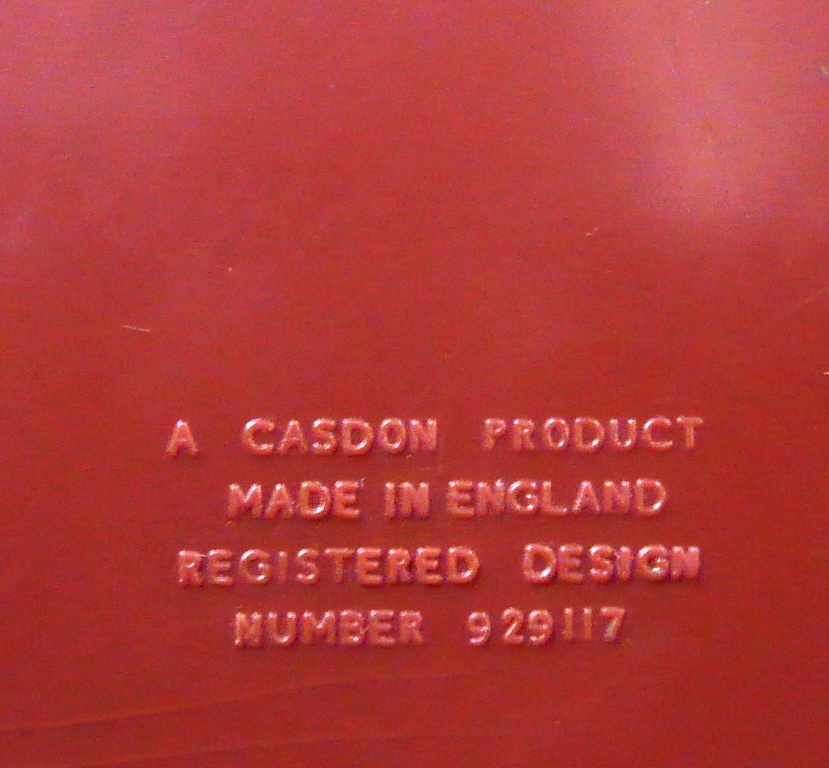 A CASDON PRODUCT
MADE IN ENGLAND
REGISTERED DESIGN
NUMBER 929117